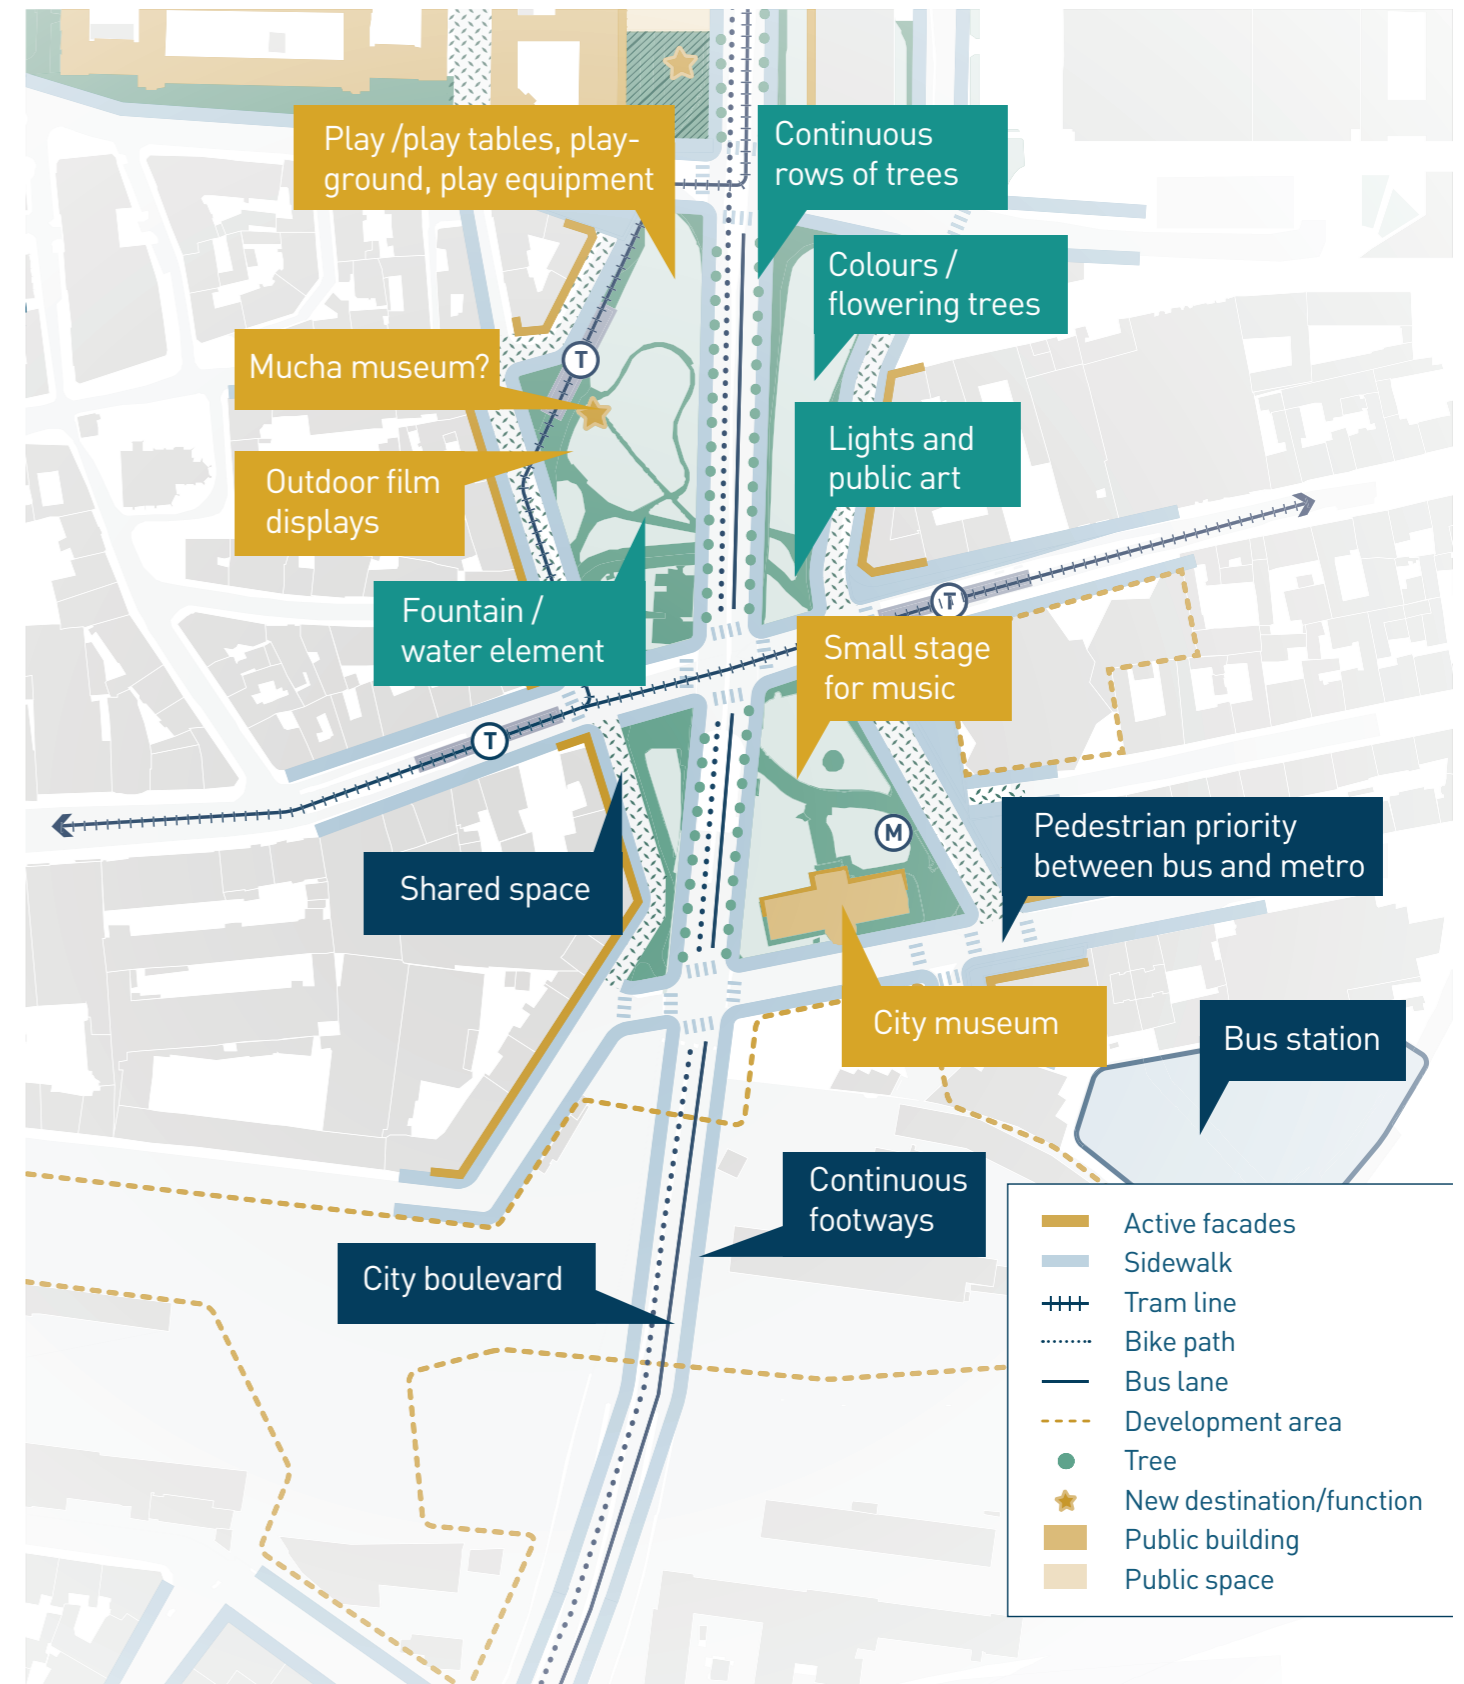 Play /play tables, play-
ground, play equipment
Continuous
rows of trees
Colours /
flowering trees
Mucha museum?
T
Lights and
public art
Outdoor film
displays
Fountain /
water element
T
Small stage
for music
T
Shared space
M
Pedestrian priority
between bus and metro
City museum
Bus station
Continuous
footways
City boulevard
Active facades
Sidewalk
Tram line
Bike path
Bus lane
Development area
Tree
New destination/function
Public building
Public space